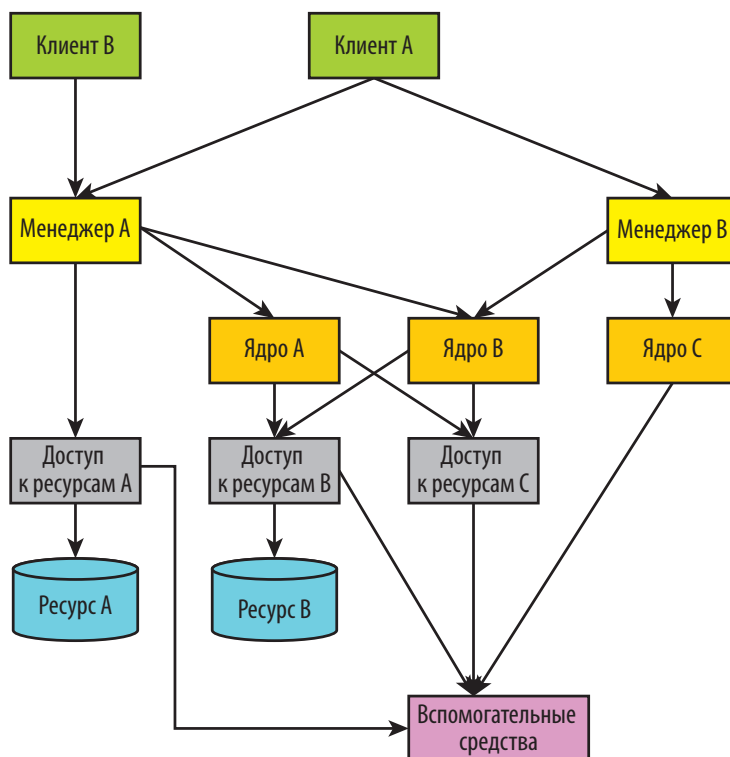 Клиент B
Клиент A
Менеджер A
Менеджер B
Ядро A
Ядро B
Ядро C
Доступ
к ресурсам A
Доступ
к ресурсам B
Доступ
к ресурсам C
Ресурс A
Ресурс B
Вспомогательные
средства